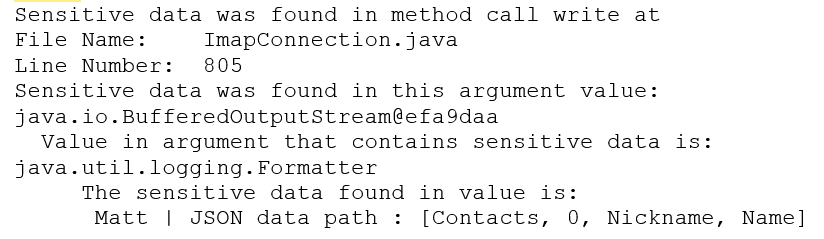 Sensitive data was found in method call write at
File Name:    ImapConnection.java
Line Number:  805
Sensitive data was found in this argument value:
java.io.BufferedOutputStream@efa9daa
  Value in argument that contains sensitive data is:
java.util.logging.Formatter
     The sensitive data found in value is:
      Matt | JSON data path : [Contacts, 0, Nickname, Name]